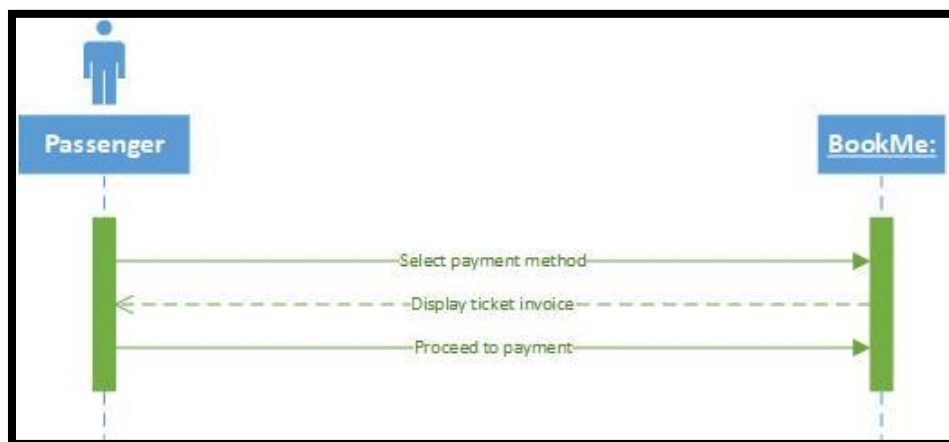 Passenger
BookMe:
Select payment method
Display ticket invoice
Proceed to payment